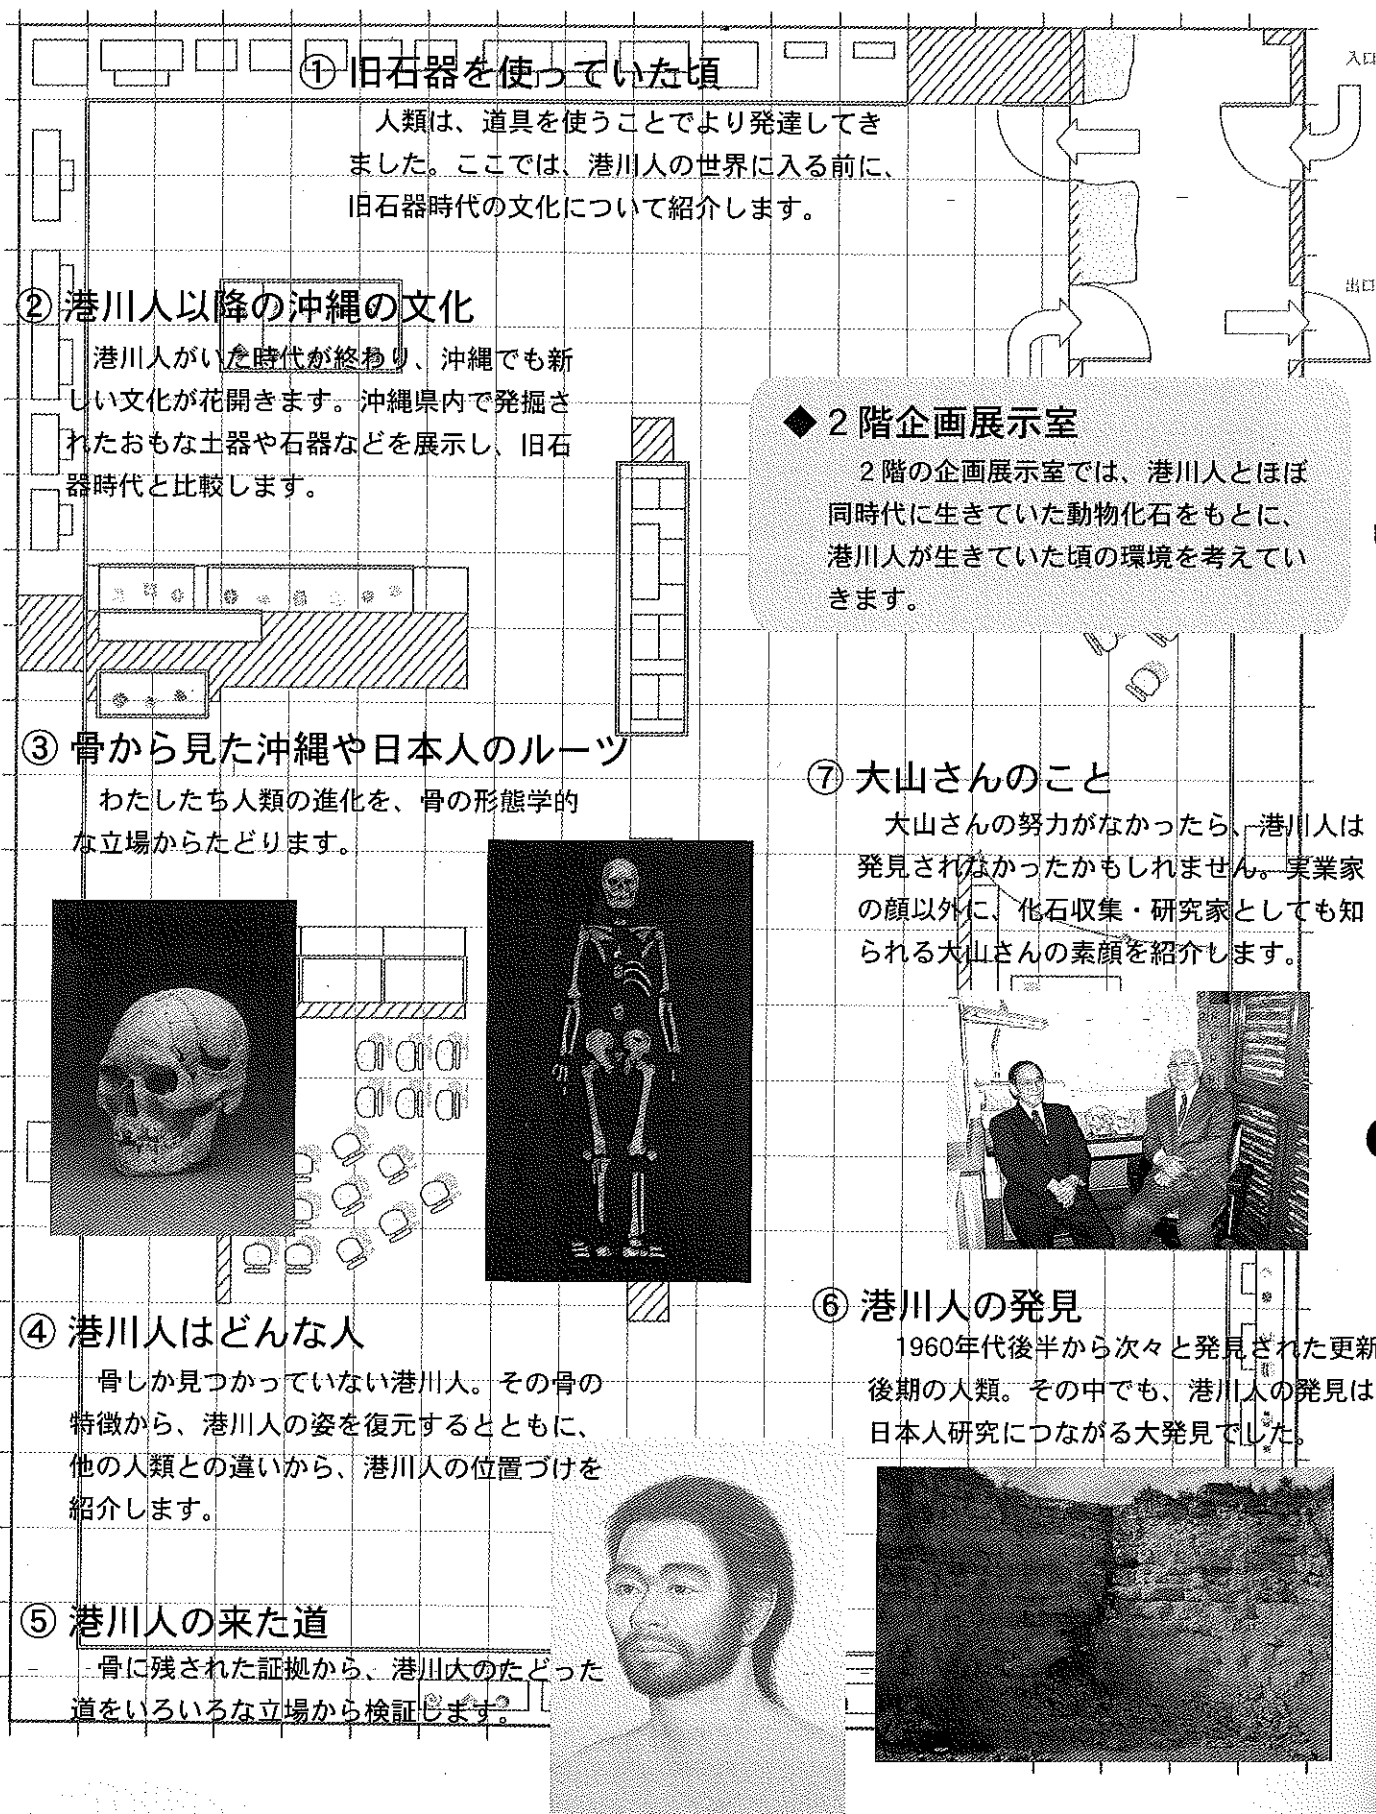 ① 旧石器を使っていた頃
人類は、道具を使うことでより発達してき
ました。ここでは、港川人の世界に入る前に、
旧石器時代の文化について紹介します。
入口
出口
② 港川人以降の沖縄の文化
港川人がいた時代が終わり、沖縄でも新
しい文化が花開きます。沖縄県内で発掘さ
れたおもな土器や石器などを展示し、旧石
器時代と比較します。
◆ 2階企画展示室
2階の企画展示室では、港川人とほぼ
同時代に生きていた動物化石をもとに、
港川人が生きていた頃の環境を考えてい
きます。
③ 骨から見た沖縄や日本人のルーツ
わたしたち人類の進化を、骨の形態学的
な立場からたどります。
⑦ 大山さんのこと
大山さんの努力がなかったら、港川人は
発見されなかったかもしれません。実業家
の顔以外に、化石収集・研究家としても知
られる大山さんの素顔を紹介します。
④ 港川人はどんな人
骨しか見つかっていない港川人。その骨の
特徴から、港川人の姿を復元するとともに、
他の人類との違いから、港川人の位置づけを
紹介します。
⑤ 港川人の来た道
骨に残された証拠から、港川人のたどった
道をいろいろな立場から検証します。
⑥ 港川人の発見
1960年代後半から次々と発見された更新
後期の人類。その中でも、港川人の発見は
日本人研究につながる大発見でした。